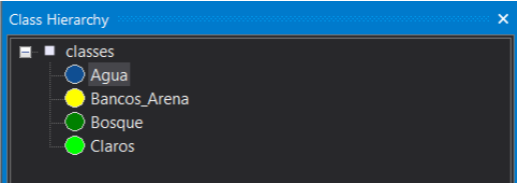 Class Hierarchy
classes
Agua
Bancos_Arena
Bosque
Claros